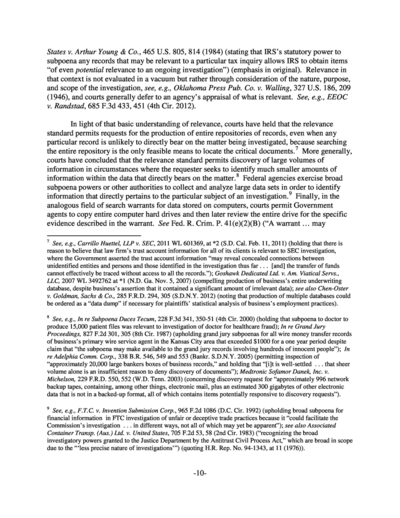 States v. Arthur Young & Co., 465 U.S. 805, 814 (1984) (stating that IRS's statutory power to
subpoena any records that may be relevant to a particular tax inquiry allows IRS to obtain items
"of even potential relevance to an ongoing investigation") (emphasis in original). Relevance in
that context is not evaluated in a vacuum but rather through consideration of the nature, purpose,
and scope of the investigation, see, e.g., Oklahoma Press Pub. Co. v. Walling, 327 U.S. 186, 209
(1946), and courts generally defer to an agency's appraisal of what is relevant. See, e.g., EEOC
v. Randstad, 685 F.3d 433, 451 (4th Cir. 2012).
In light of that basic understanding of relevance, courts have held that the relevance
standard permits requests for the production of entire repositories of records, even when any
particular record is unlikely to directly bear on the matter being investigated, because searching
the entire repository is the only feasible means to locate the critical documents.7 More generally,
courts have concluded that the relevance standard permits discovery of large volumes of
information in circumstances where the requester seeks to identify much smaller amounts of
information within the data that directly bears on the matter.8 Federal agencies exercise broad
subpoena powers or other authorities to collect and analyze large data sets in order to identify
information that directly pertains to the particular subject of an investigation.9 Finally, in the
analogous field of search warrants for data stored on computers, courts permit Government
agents to copy entire computer hard drives and then later review the entire drive for the specific
evidence described in the warrant. See Fed. R. Crim. P. 41(e)(2)(B) ("A warrant … may
7 See, e.g., Carrillo Huettel, LLP v. SEC, 2011 WL 601369, at *2 (S.D. Cal. Feb. 11, 2011) (holding that there is
reason to believe that law firm's trust account information for all of its clients is relevant to SEC investigation,
where the Government asserted the trust account information "may reveal concealed connections between
unidentified entities and persons and those identified in the investigation thus far . . . [and] the transfer of funds
cannot effectively be traced without access to all the records."); Goshawk Dedicated Ltd. v. Am. Viatical Servs.,
LLC, 2007 WL 3492762 at *1 (N.D. Ga. Nov. 5, 2007) (compelling production of business's entire underwriting
database, despite business's assertion that it contained a significant amount of irrelevant data); see also Chen-Oster
v. Goldman, Sachs & Co., 285 F.R.D. 294, 305 (S.D.N.Y. 2012) (noting that production of multiple databases could
be ordered as a "data dump" if necessary for plaintiffs' statistical analysis of business's employment practices).
8 See, e.g., In re Subpoena Duces Tecum, 228 F.3d 341, 350-51 (4th Cir. 2000) (holding that subpoena to doctor to
produce 15,000 patient files was relevant to investigation of doctor for healthcare fraud); In re Grand Jury
Proceedings, 827 F.2d 301, 305 (8th Cir. 1987) (upholding grand jury subpoenas for all wire money transfer records
of business's primary wire service agent in the Kansas City area that exceeded $1000 for a one year period despite
claim that "the subpoena may make available to the grand jury records involving hundreds of innocent people"); In
re Adelphia Comm. Corp., 338 B.R. 546, 549 and 553 (Bankr. S.D.N.Y. 2005) (permitting inspection of
"approximately 20,000 large bankers boxes of business records," and holding that "[i]t is well-settled . . . that sheer
volume alone is an insufficient reason to deny discovery of documents"); Medtronic Sofamor Danek, Inc. v.
Michelson, 229 F.R.D. 550, 552 (W.D. Tenn. 2003) (concerning discovery request for "approximately 996 network
backup tapes, containing, among other things, electronic mail, plus an estimated 300 gigabytes of other electronic
data that is not in a backed-up format, all of which contains items potentially responsive to discovery requests").
9 See, e.g., F.T.C. v. Invention Submission Corp., 965 F.2d 1086 (D.C. Cir. 1992) (upholding broad subpoena for
financial information in FTC investigation of unfair or deceptive trade practices because it "could facilitate the
Commission's investigation . . . in different ways, not all of which may yet be apparent"); see also Associated
Container Transp. (Aus.) Ltd. v. United States, 705 F.2d 53, 58 (2nd Cir. 1983) ("recognizing the broad
investigatory powers granted to the Justice Department by the Antitrust Civil Process Act," which are broad in scope
due to the "'less precise nature of investigations'") (quoting H.R. Rep. No. 94-1343, at 11 (1976)).
-10-